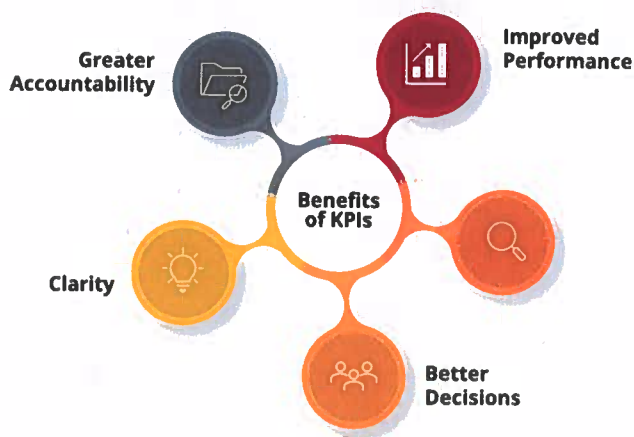 Greater
Accountability
Improved
Performance
Benefits
of KPIs
Clarity
Better
Decisions